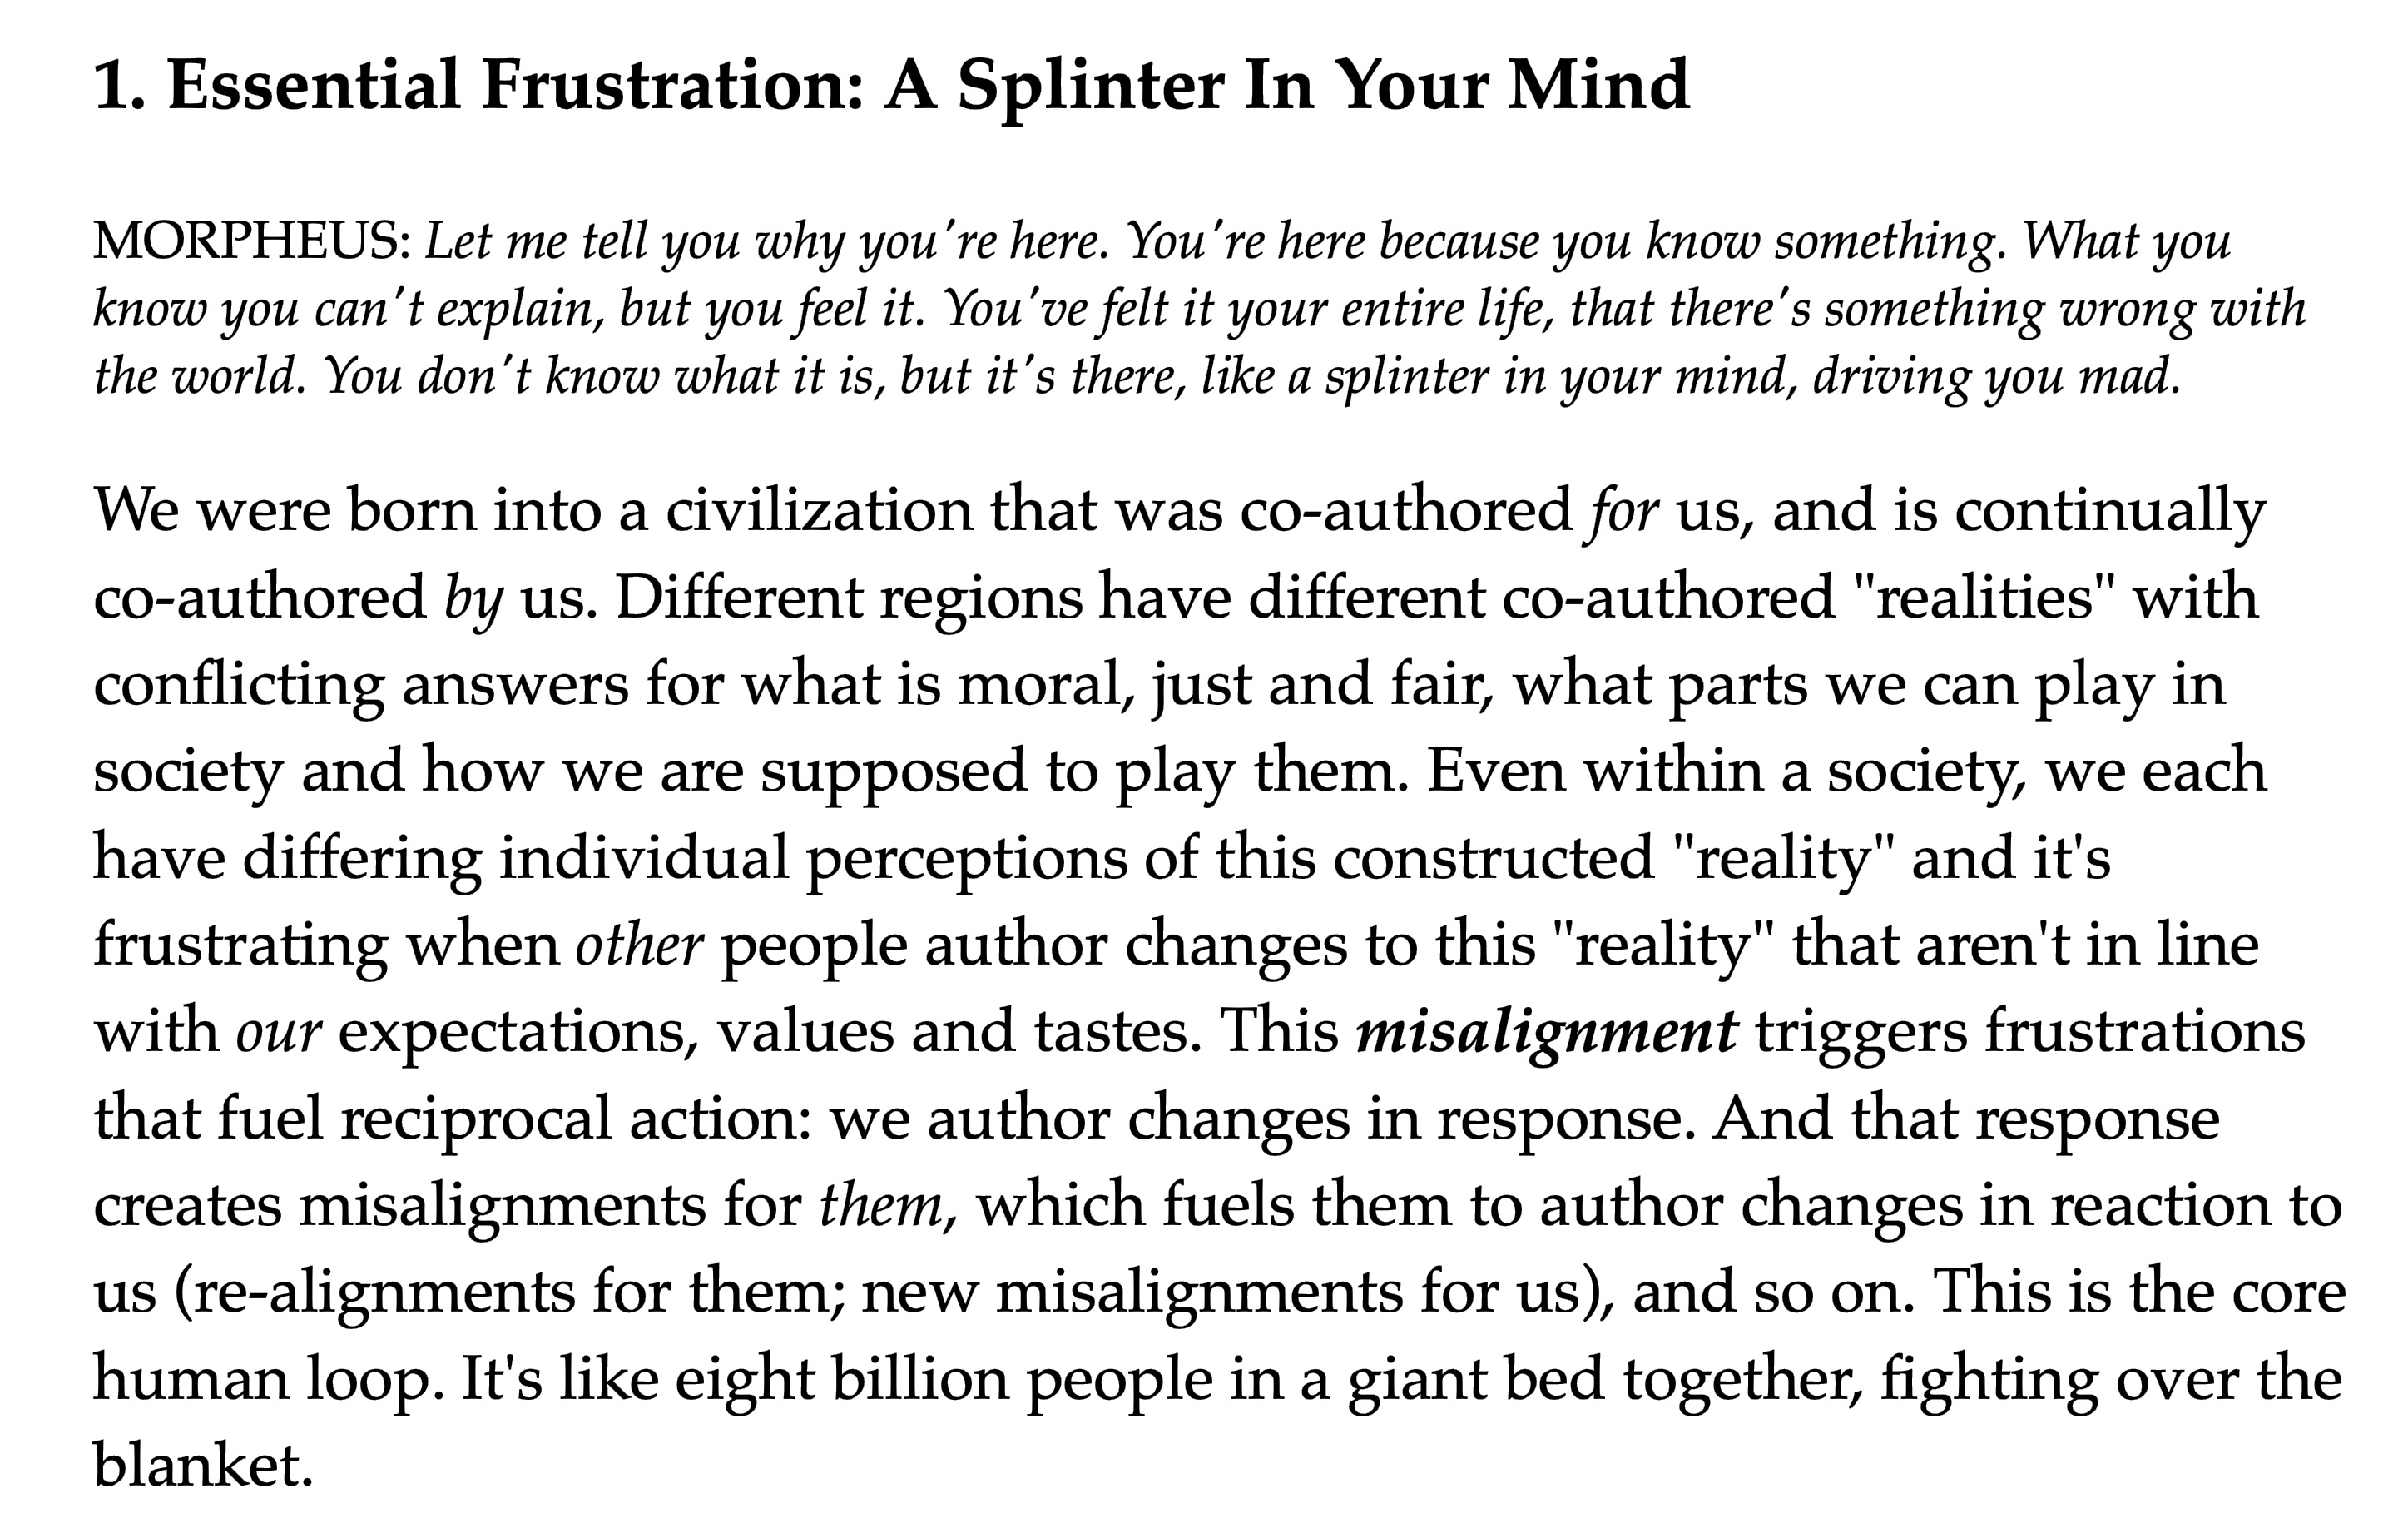 1. Essential Frustration: A Splinter In Your Mind
MORPHEUS: Let me tell you why you're here. You're here because you know something. What you
know you can't explain, but you feel it. You've felt it your entire life, that there's something wrong with
the world. You don't know what it is, but it's there, like a splinter in your mind, driving you mad.
We were born into a civilization that was co-authored for us, and is continually
co-authored by us. Different regions have different co-authored "realities" with
conflicting answers for what is moral, just and fair, what parts we can play in
society and how we are supposed to play them. Even within a society, we each
have differing individual perceptions of this constructed "reality" and it's
frustrating when other people author changes to this "reality" that aren't in line
with our expectations, values and tastes. This misalignment triggers frustrations
that fuel reciprocal action: we author changes in response. And that response
creates misalignments for them, which fuels them to author changes in reaction to
us (re-alignments for them; new misalignments for us), and so on. This is the core
human loop. It's like eight billion people in a giant bed together, fighting over the
blanket.